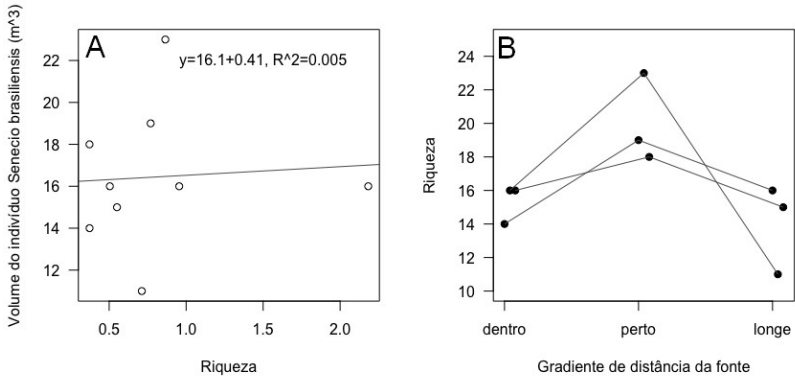 A
y=16.1+0.41, R^2=0.005
Volume do indivíduo Senecio brasiliensis (m^3)
22
20
18
16
14
12
0.5 1.0 1.5 2.0
Riqueza
B
Riqueza
24
22
20
18
16
14
12
10
dentro perto longe
Gradiente de distância da fonte